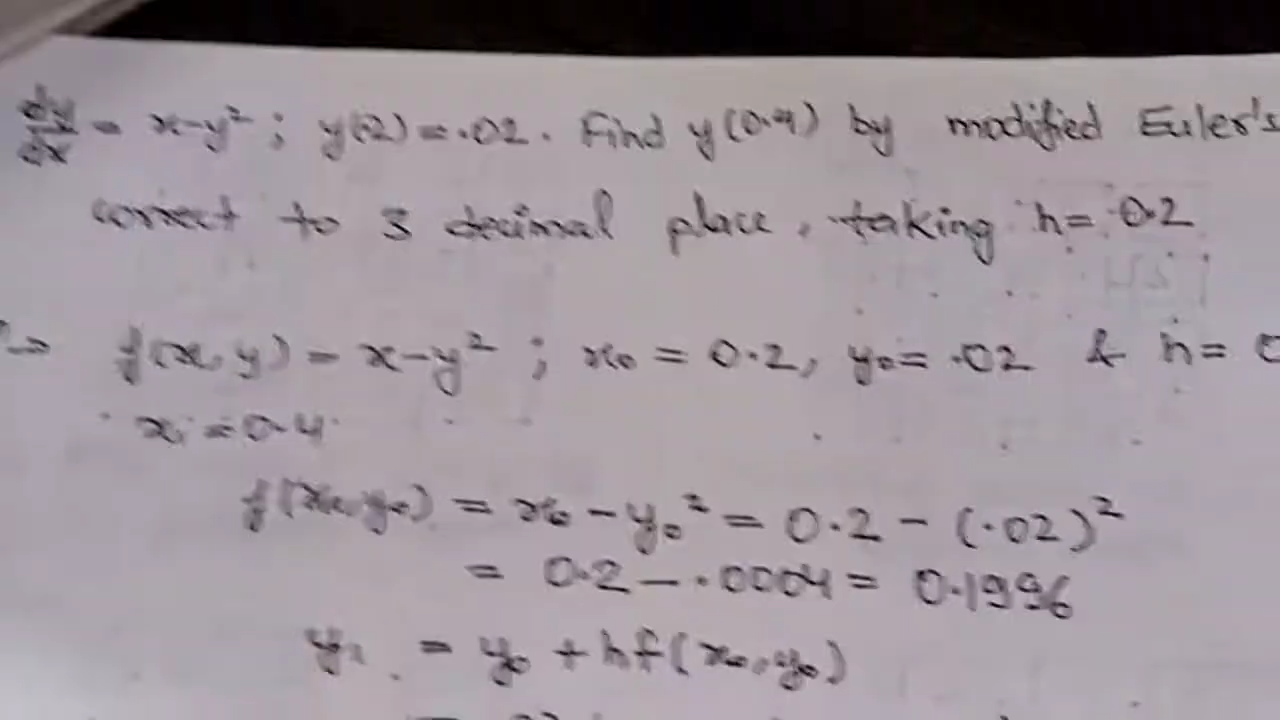 dy/dx = x-y² ; y(.2) = .02 . Find y(0.4) by modified Euler's
correct to 3 decimal place, taking h = 0.2
f(x, y) = x-y² ; x₀ = 0.2, y₀ = .02 & h = 0
x₁ = 0.4
f(x₀, y₀) = x₀ - y₀² = 0.2 - (.02)²
= 0.2 - .0004 = 0.1996
y₁ = y₀ + hf(x₀, y₀)